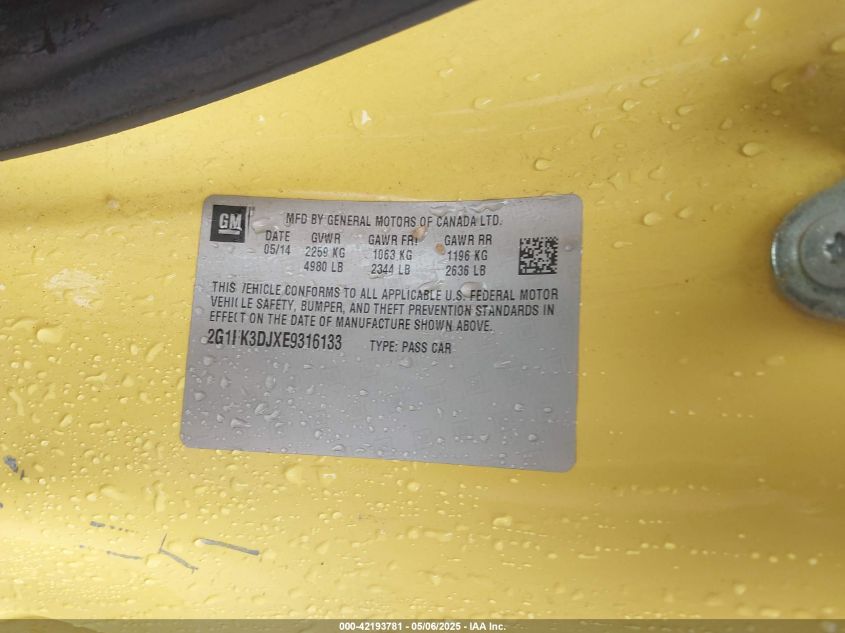 GM
MFD BY GENERAL MOTORS OF CANADA LTD.
DATE GVWR GAWR FRT GAWR RR
05/14 2259 KG 1063 KG 1196 KG
4980 LB 2344 LB 2636 LB
THIS VEHICLE CONFORMS TO ALL APPLICABLE U.S. FEDERAL MOTOR
VEHICLE SAFETY, BUMPER, AND THEFT PREVENTION STANDARDS IN
EFFECT ON THE DATE OF MANUFACTURE SHOWN ABOVE.
TYPE: PASS CAR
000-42193781 - 05/06/2025 - IAA Inc.